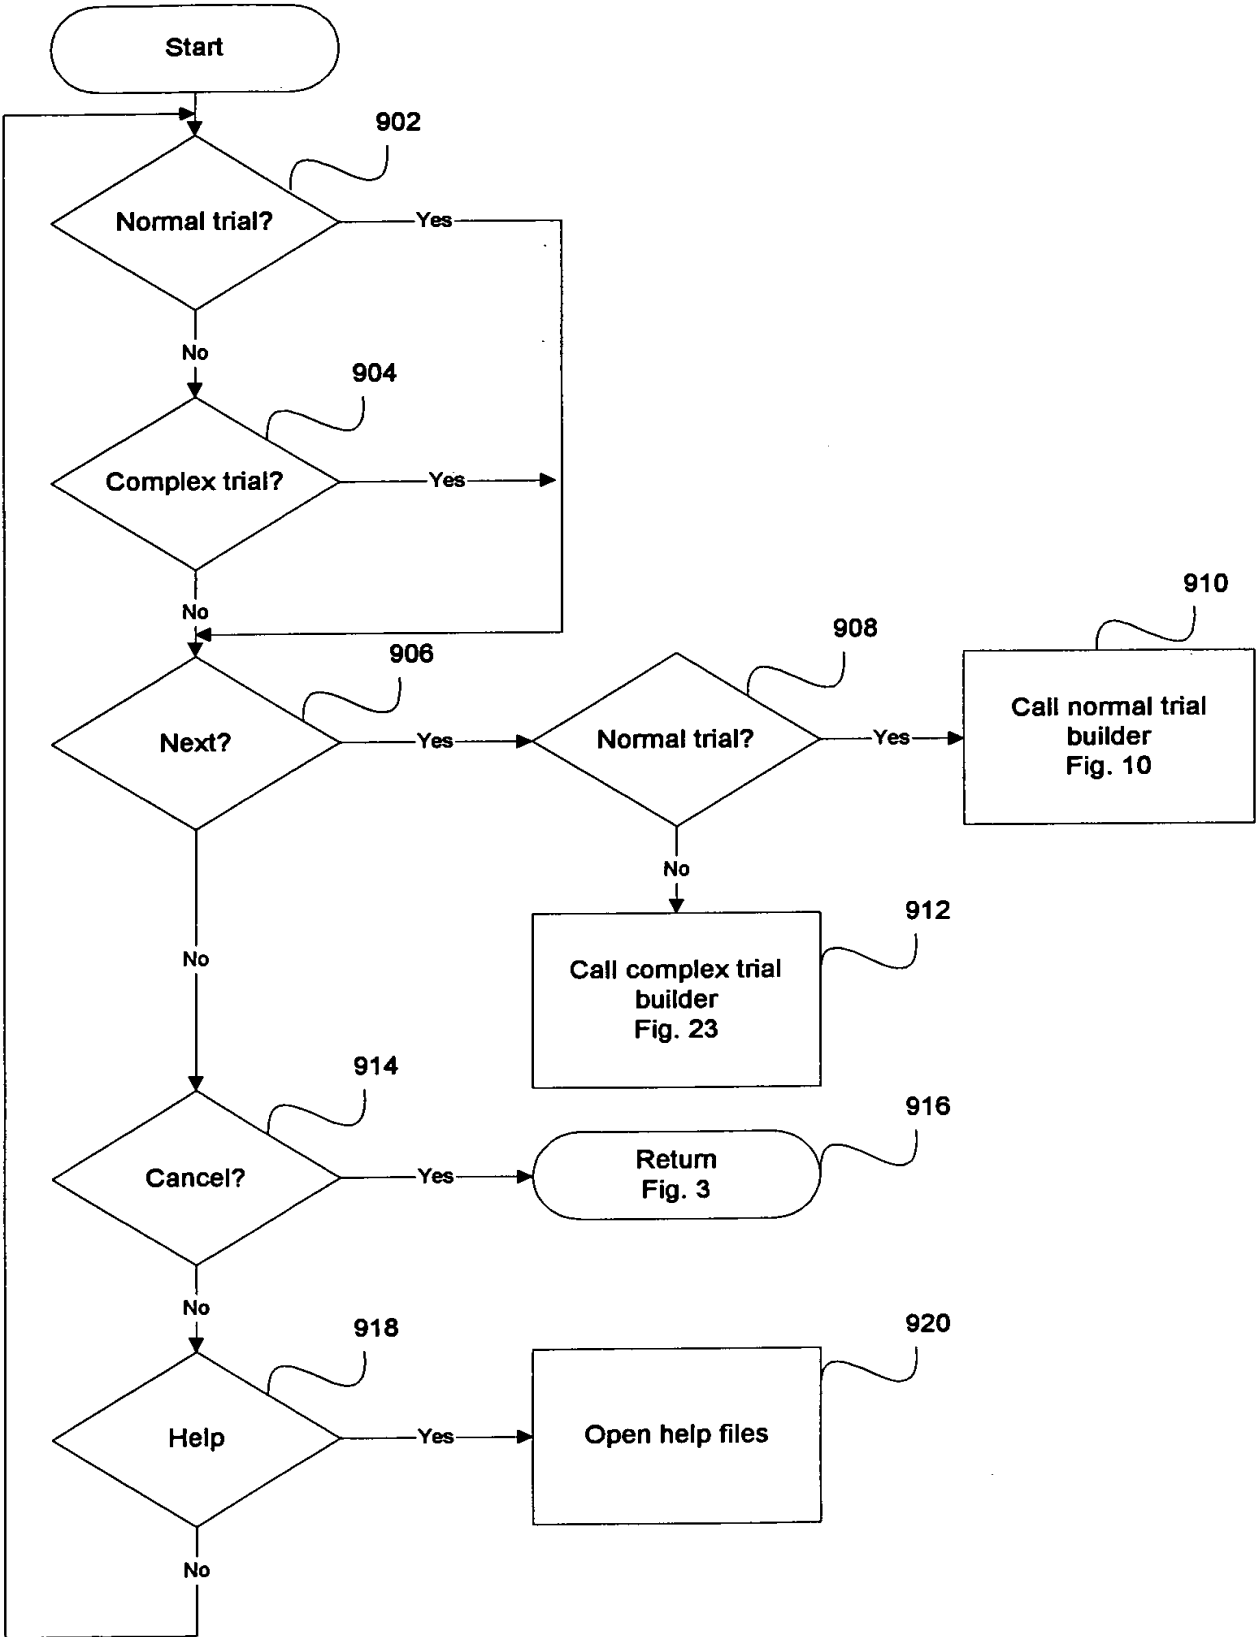 Start
902
Normal trial?
Yes
No
904
Complex trial?
Yes
No
906
Next?
Yes
908
Normal trial?
Yes
910
Call normal trial
builder
Fig. 10
No
912
Call complex trial
builder
Fig. 23
No
914
Cancel?
Yes
916
Return
Fig. 3
No
918
Help
Yes
920
Open help files
No